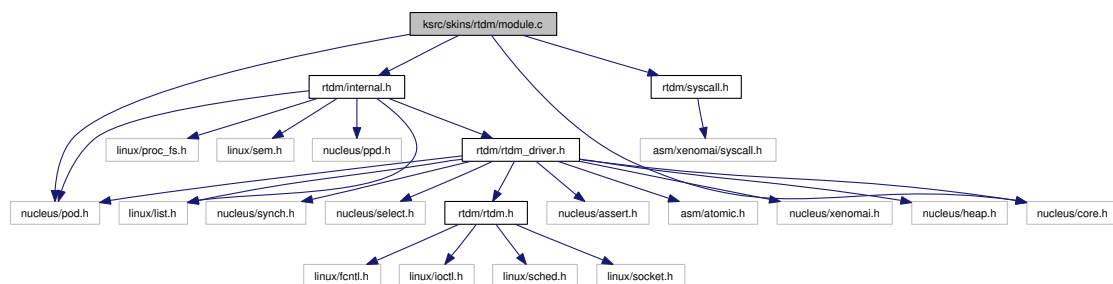 ksrc/skins/rtdm/module.c
rtdm/internal.h
rtdm/syscall.h
linux/proc_fs.h
linux/sem.h
nucleus/ppd.h
rtdm/rtdm_driver.h
asm/xenomai/syscall.h
nucleus/pod.h
linux/list.h
nucleus/synch.h
nucleus/select.h
rtdm/rtdm.h
nucleus/assert.h
asm/atomic.h
nucleus/xenomai.h
nucleus/heap.h
nucleus/core.h
linux/fcntl.h
linux/ioctl.h
linux/sched.h
linux/socket.h